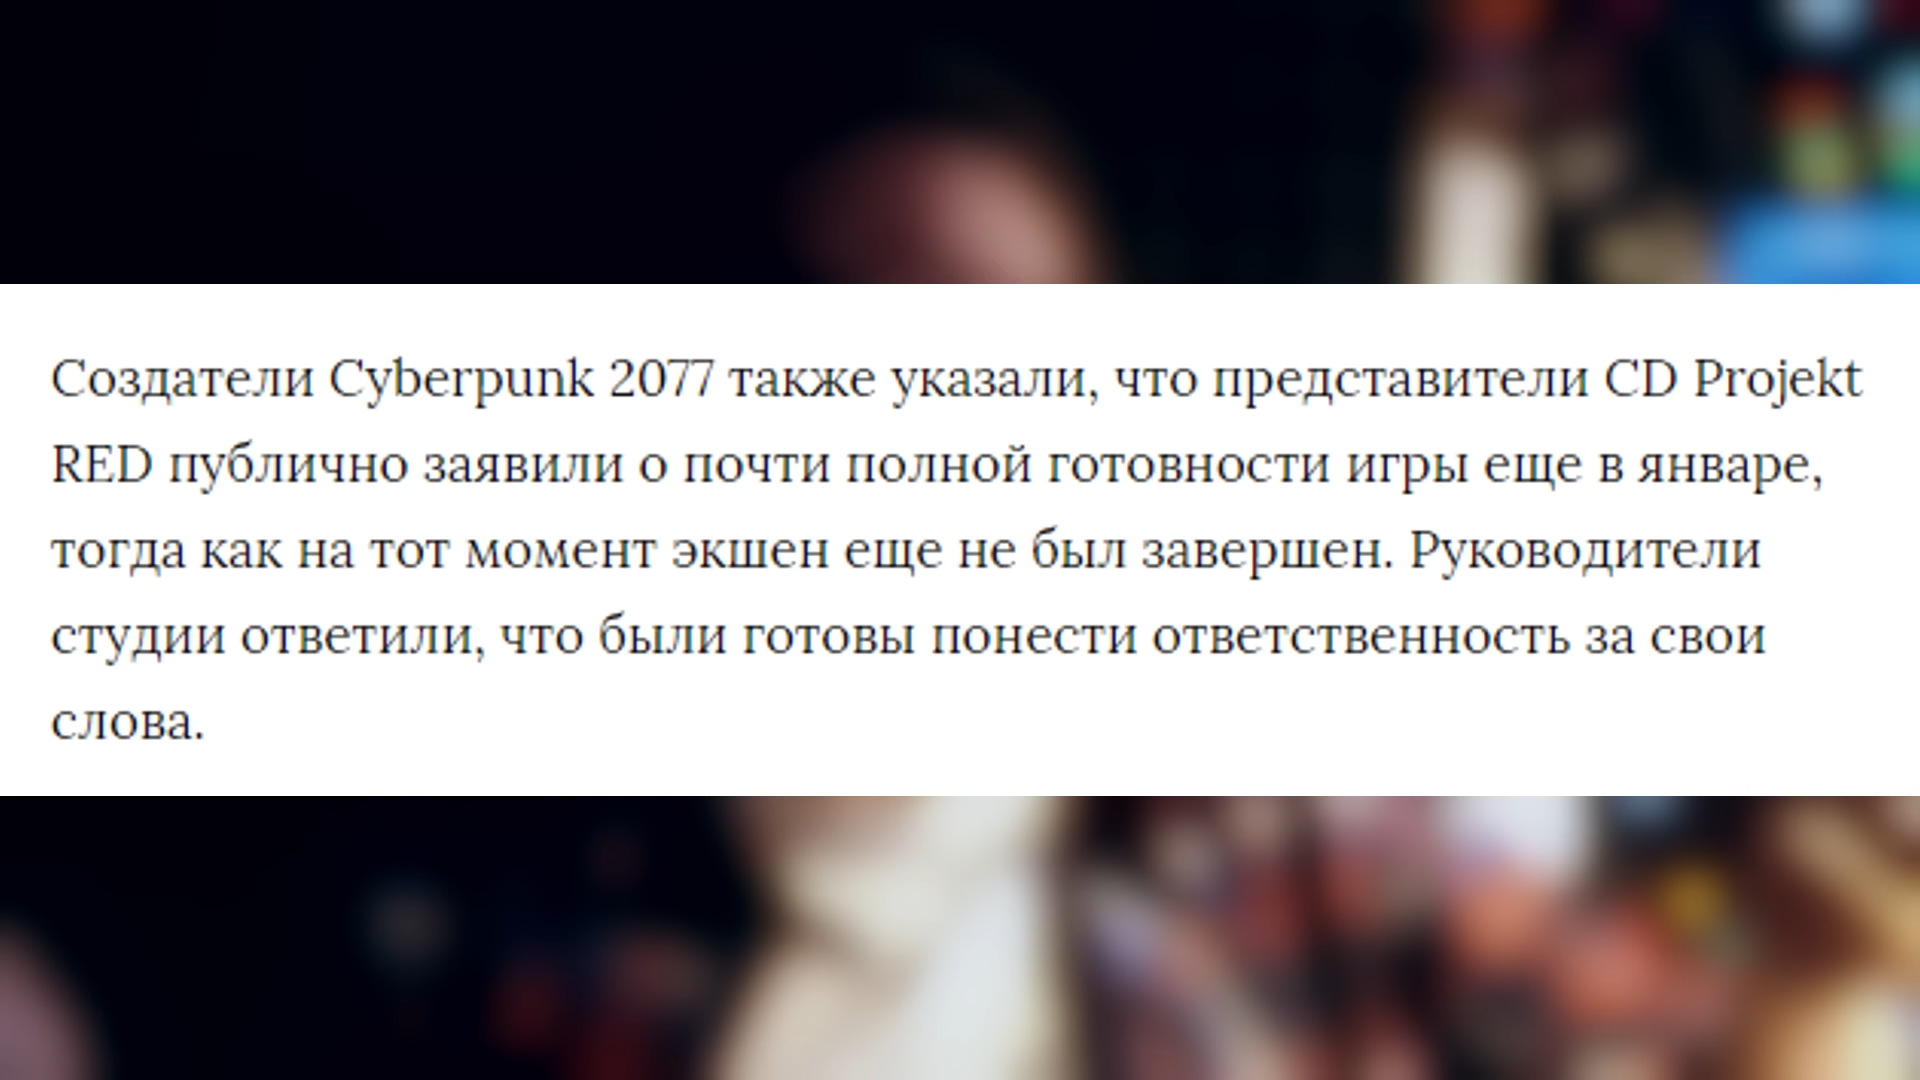 Создатели Cyberpunk 2077 также указали, что представители CD Projekt
RED публично заявили о почти полной готовности игры еще в январе,
тогда как на тот момент экшен еще не был завершен. Руководители
студии ответили, что были готовы понести ответственность за свои
слова.